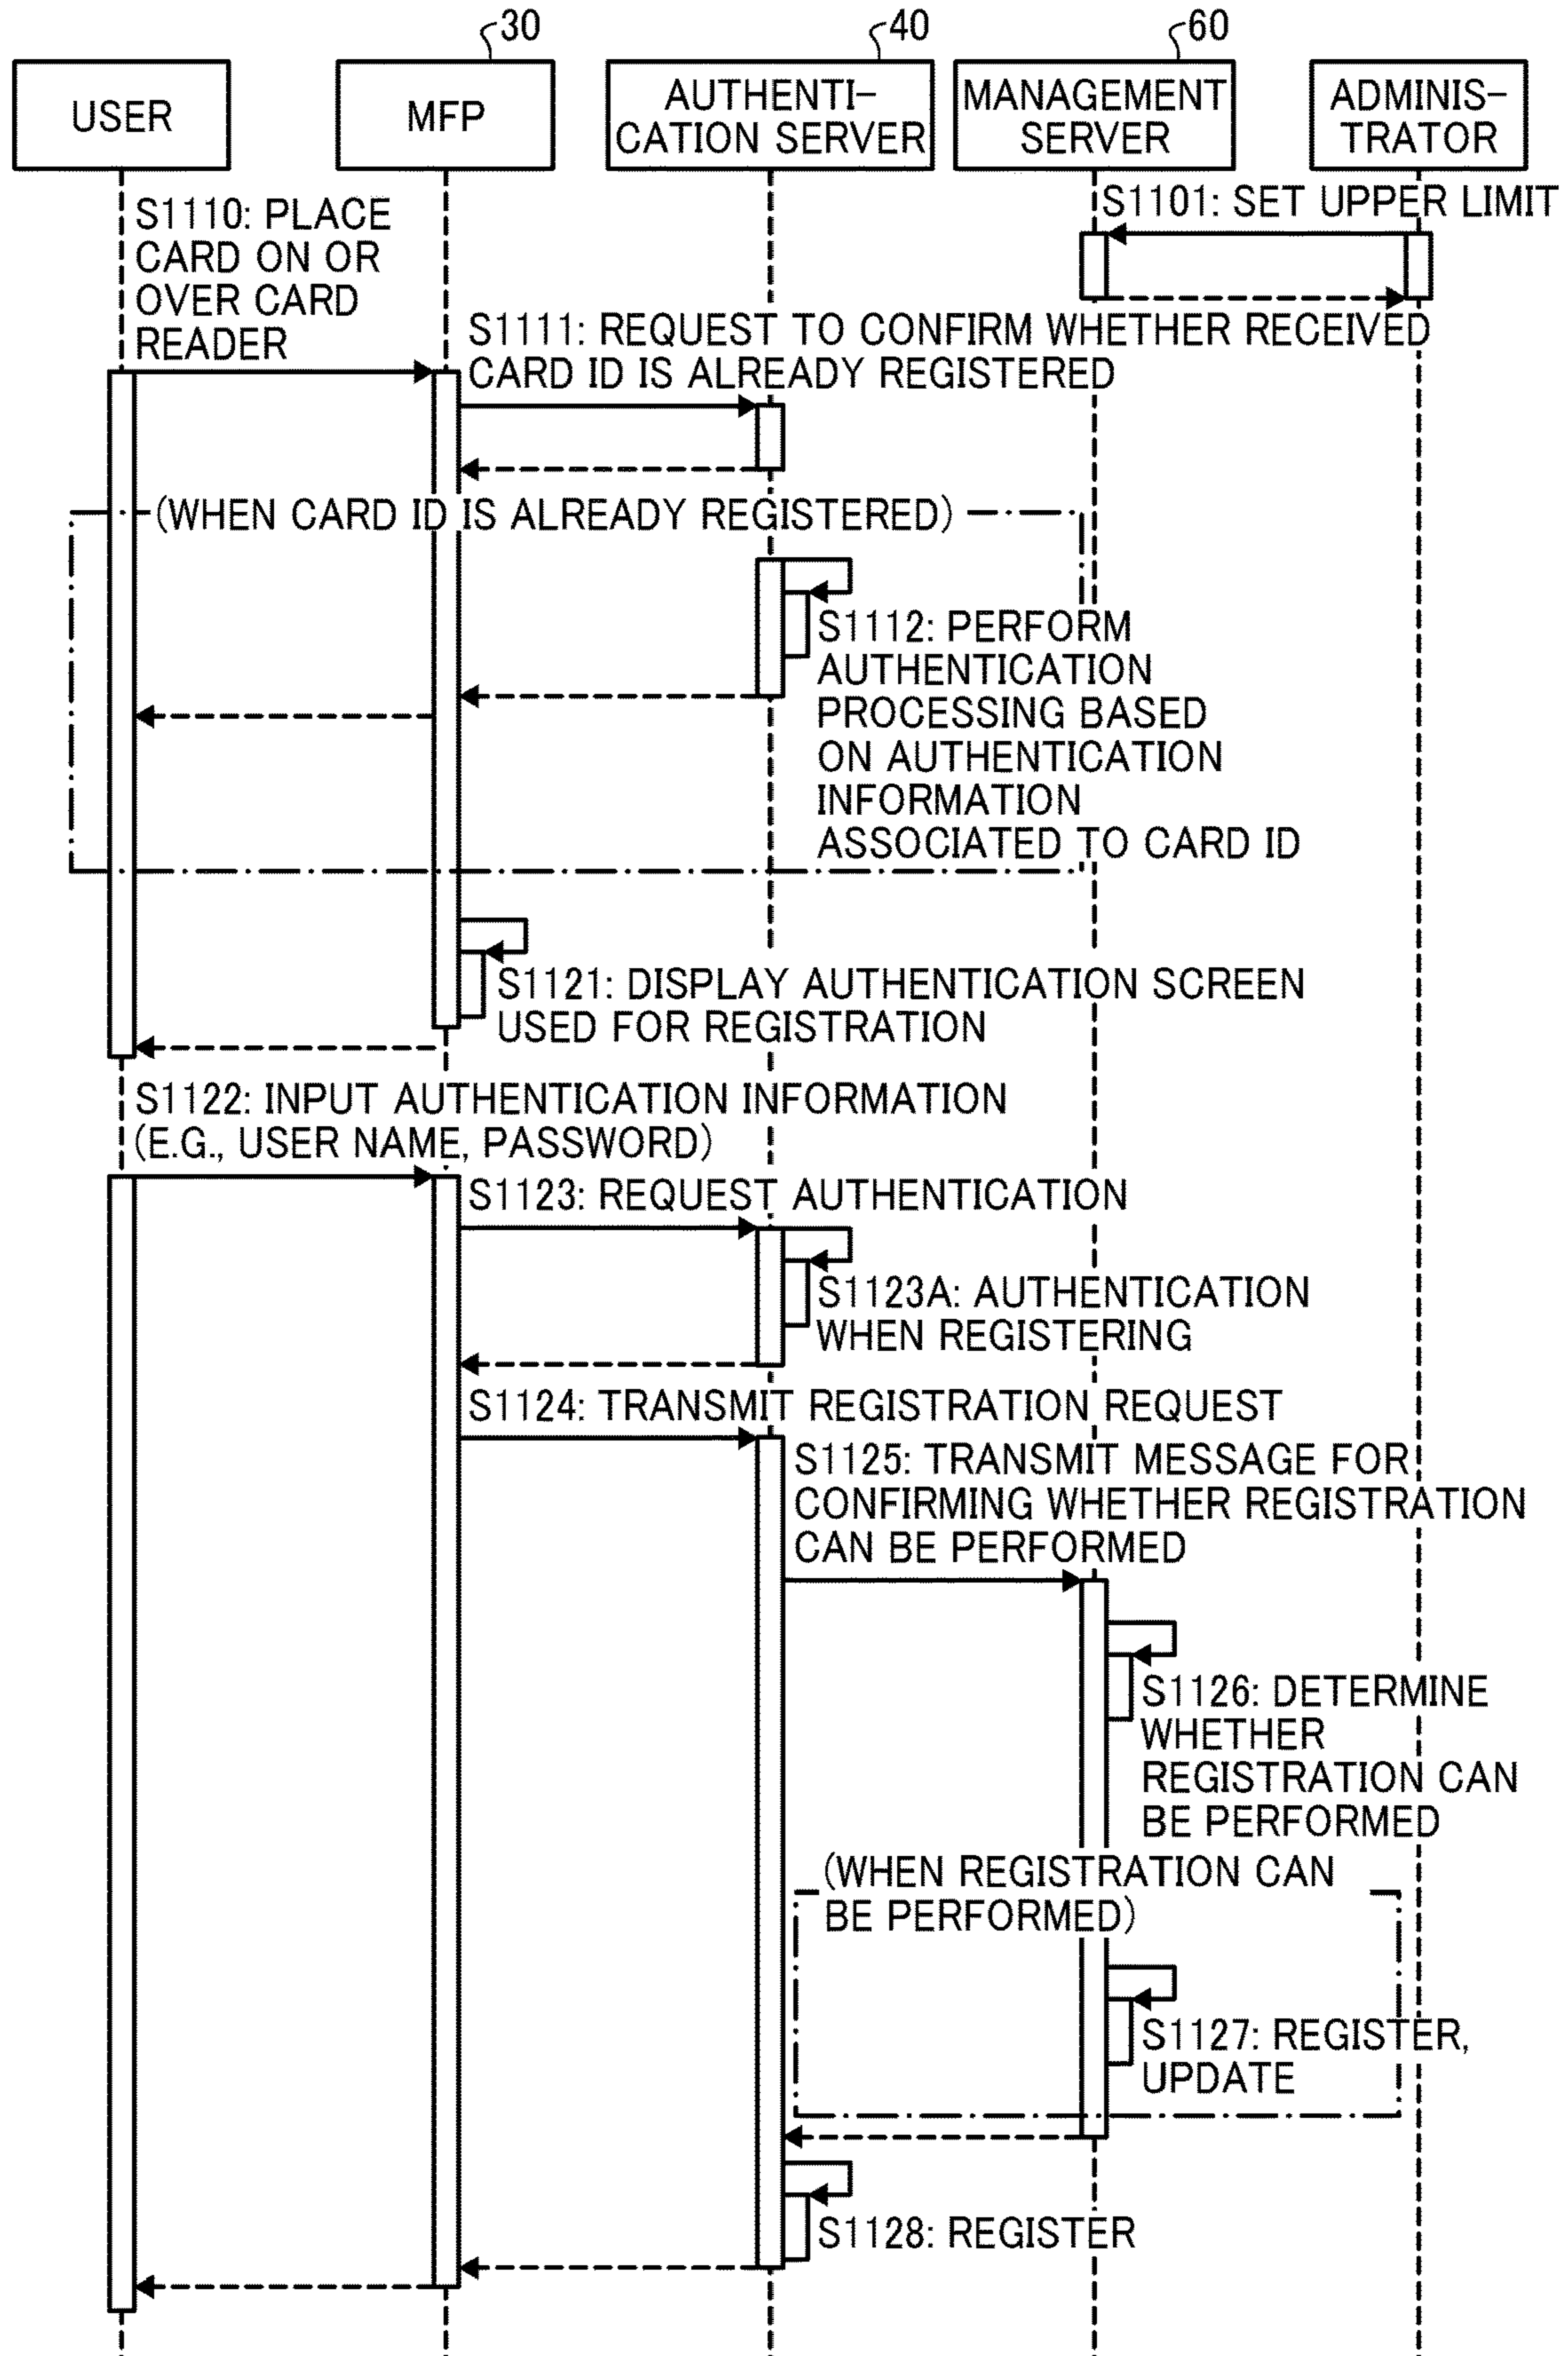 30
40
60
USER
MFP
AUTHENTI-
CATION SERVER
MANAGEMENT
SERVER
ADMINIS-
TRATOR
S1101: SET UPPER LIMIT
S1110: PLACE
CARD ON OR
OVER CARD
READER
S1111: REQUEST TO CONFIRM WHETHER RECEIVED
CARD ID IS ALREADY REGISTERED
(WHEN CARD ID IS ALREADY REGISTERED)
S1112: PERFORM
AUTHENTICATION
PROCESSING BASED
ON AUTHENTICATION
INFORMATION
ASSOCIATED TO CARD ID
S1121: DISPLAY AUTHENTICATION SCREEN
USED FOR REGISTRATION
S1122: INPUT AUTHENTICATION INFORMATION
(E.G., USER NAME, PASSWORD)
S1123: REQUEST AUTHENTICATION
S1123A: AUTHENTICATION
WHEN REGISTERING
S1124: TRANSMIT REGISTRATION REQUEST
S1125: TRANSMIT MESSAGE FOR
CONFIRMING WHETHER REGISTRATION
CAN BE PERFORMED
S1126: DETERMINE
WHETHER
REGISTRATION CAN
BE PERFORMED
(WHEN REGISTRATION CAN
BE PERFORMED)
S1127: REGISTER,
UPDATE
S1128: REGISTER